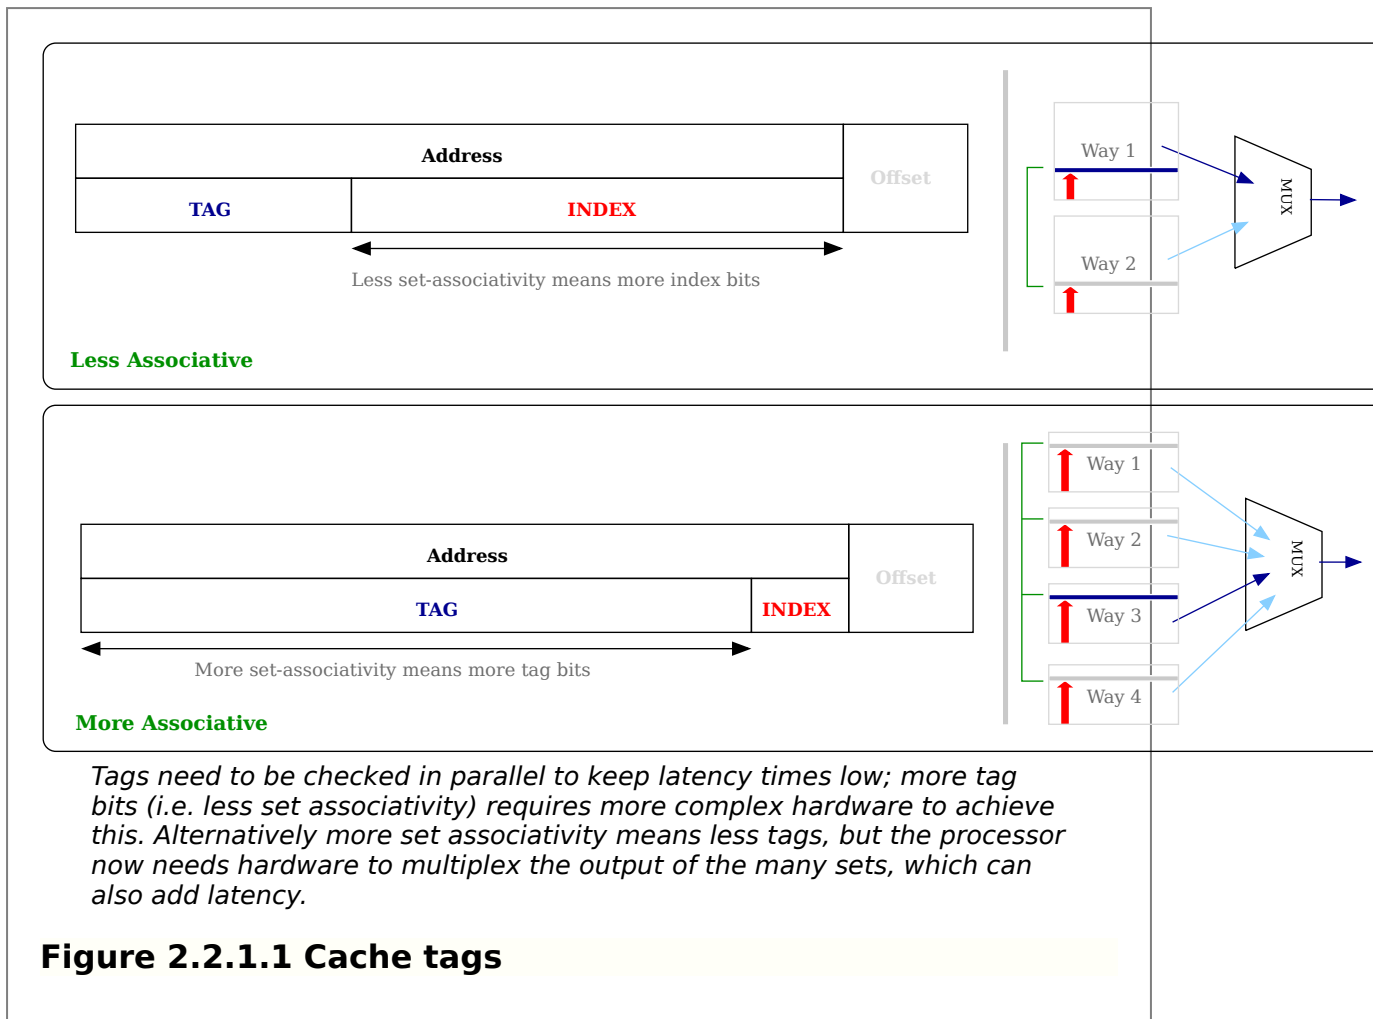 Address
Offset
TAG
INDEX
Less set-associativity means more index bits
Less Associative
Way 1
Way 2
MUX
Address
Offset
TAG
INDEX
More set-associativity means more tag bits
More Associative
Way 1
Way 2
Way 3
Way 4
MUX
Tags need to be checked in parallel to keep latency times low; more tag
bits (i.e. less set associativity) requires more complex hardware to achieve
this. Alternatively more set associativity means less tags, but the processor
now needs hardware to multiplex the output of the many sets, which can
also add latency.
Figure 2.2.1.1 Cache tags